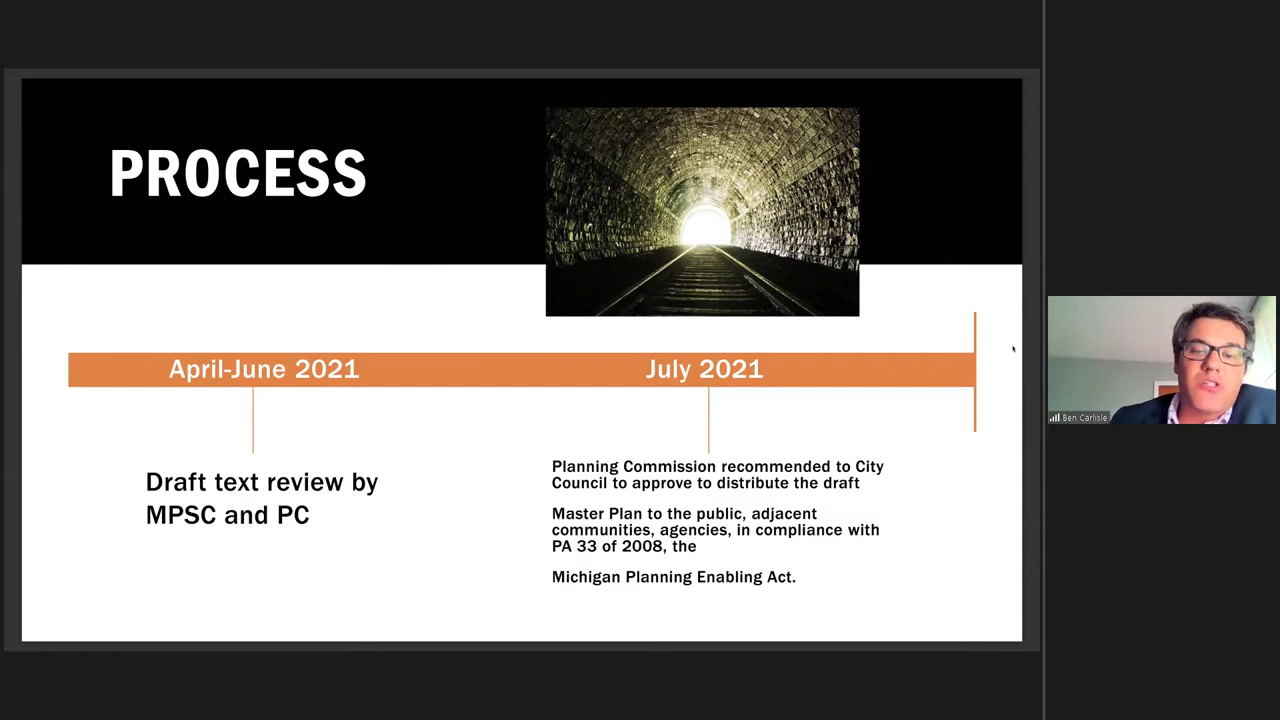 PROCESS
April-June 2021
July 2021
Draft text review by
MPSC and PC
Planning Commission recommended to City
Council to approve to distribute the draft
Master Plan to the public, adjacent
communities, agencies, in compliance with
PA 33 of 2008, the
Michigan Planning Enabling Act.
Ben Carlisle